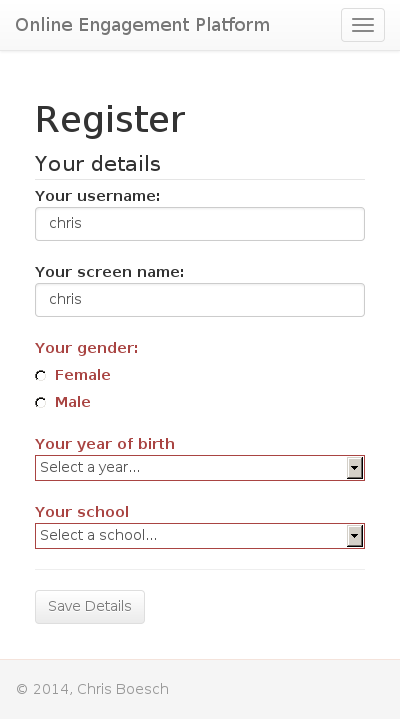 Online Engagement Platform
Register
Your details
Your username:
chris
Your screen name:
chris
Your gender:
Female
Male
Your year of birth
Select a year...
Your school
Select a school...
Save Details
© 2014, Chris Boesch